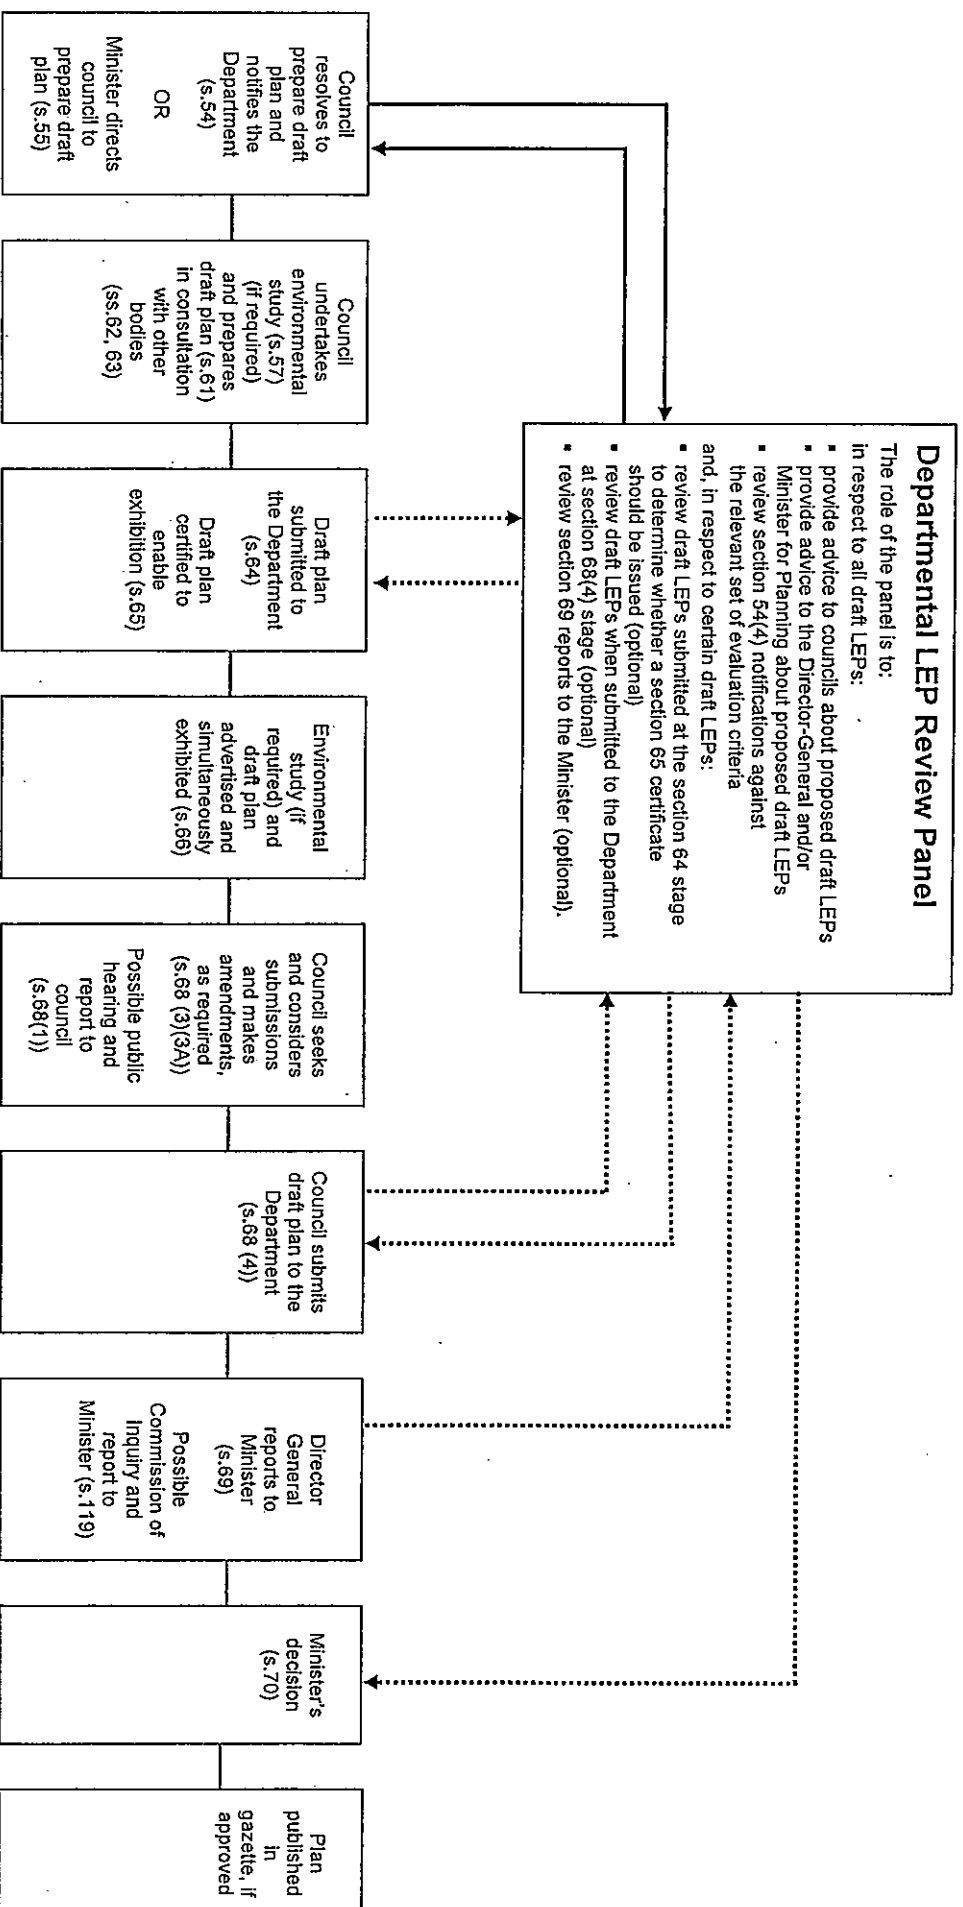 Departmental LEP Review Panel
The role of the panel is to:
in respect to all draft LEPs:
▪ provide advice to councils about proposed draft LEPs
▪ provide advice to the Director-General and/or
Minister for Planning about proposed draft LEPs
▪ review section 54(4) notifications against
the relevant set of evaluation criteria
and, in respect to certain draft LEPs:
▪ review draft LEPs submitted at the section 64 stage
to determine whether a section 65 certificate
should be issued (optional)
▪ review draft LEPs when submitted to the Department
at section 68(4) stage (optional)
▪ review section 69 reports to the Minister (optional).
Council
resolves to
prepare draft
plan and
notifies the
Department
(s.54)
OR
Minister directs
council to
prepare draft
plan (s.55)
Council
undertakes
environmental
study (s.57)
(if required)
and prepares
draft plan (s.61)
in consultation
with other
bodies
(ss.62, 63)
Draft plan
submitted to
the Department
(s.64)
Draft plan
certified to
enable
exhibition (s.65)
Environmental
study (if
required) and
draft plan
advertised and
simultaneously
exhibited (s.66)
Council seeks
and considers
submissions
and makes
amendments,
as required
(s.68 (3)(3A))
Possible public
hearing and
report to
council
(s.68(1))
Council submits
draft plan to the
Department
(s.68 (4))
Director
General
reports to
Minister
(s.69)
Possible
Commission of
Inquiry and
report to
Minister (s.119)
Minister's
decision
(s.70)
Plan
published
in
gazette, if
approved